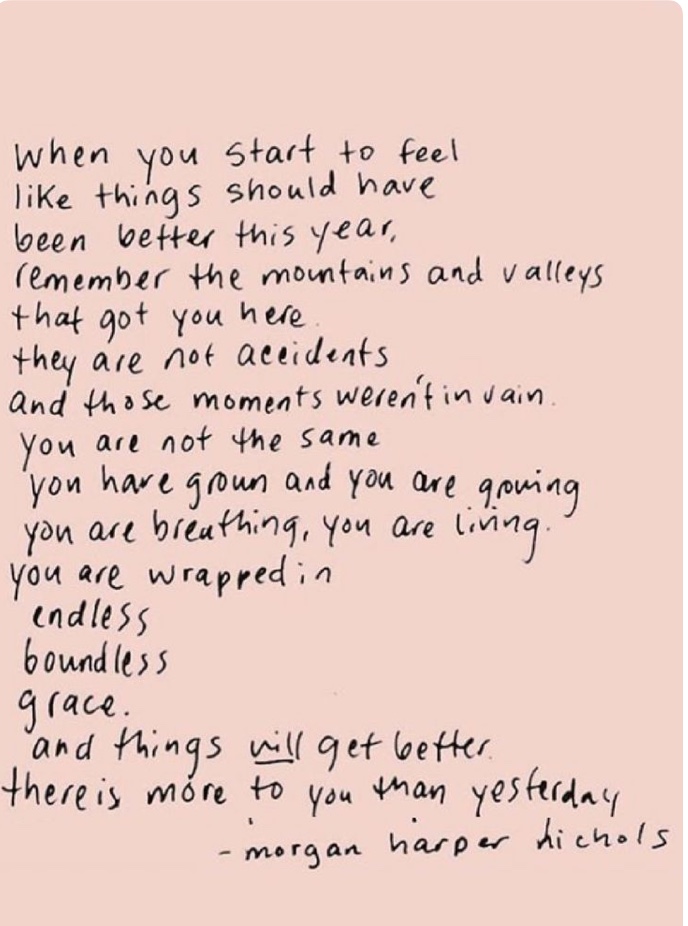 when you start to feel
like things should have
been better this year,
remember the mountains and valleys
that got you here.
they are not accidents
and those moments weren't in vain.
you are not the same
you have grown and you are growing
you are breathing, you are living.
you are wrapped in
endless
boundless
grace.
and things will get better.
there is more to you than yesterday
- morgan harper nichols